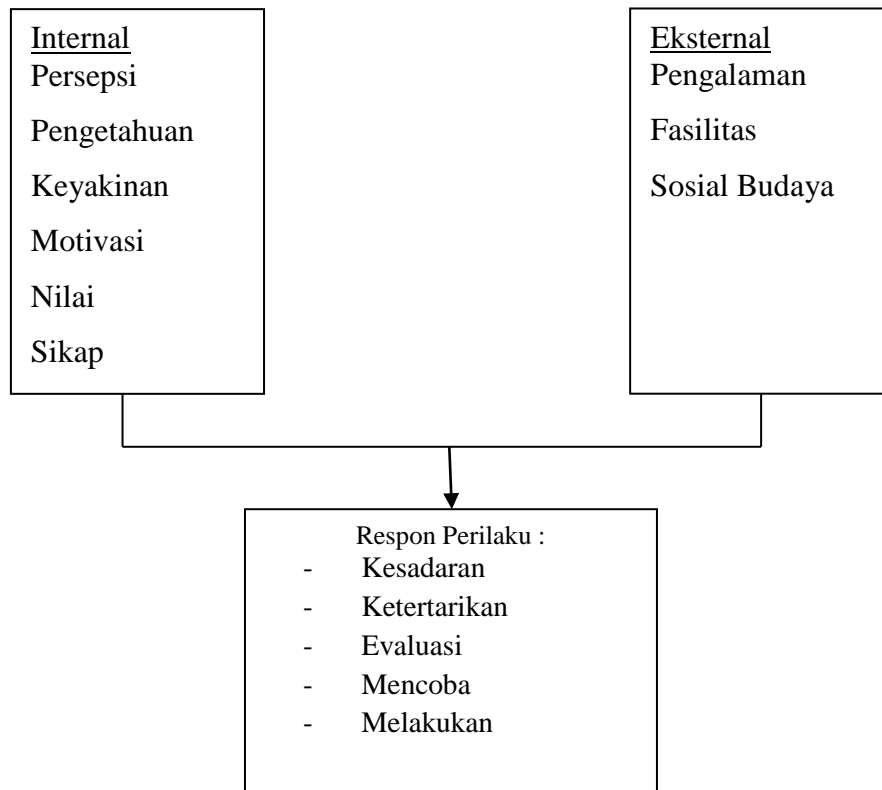 Internal
Persepsi
Pengetahuan
Keyakinan
Motivasi
Nilai
Sikap
Eksternal
Pengalaman
Fasilitas
Sosial Budaya
Respon Perilaku :
- Kesadaran
- Ketertarikan
- Evaluasi
- Mencoba
- Melakukan